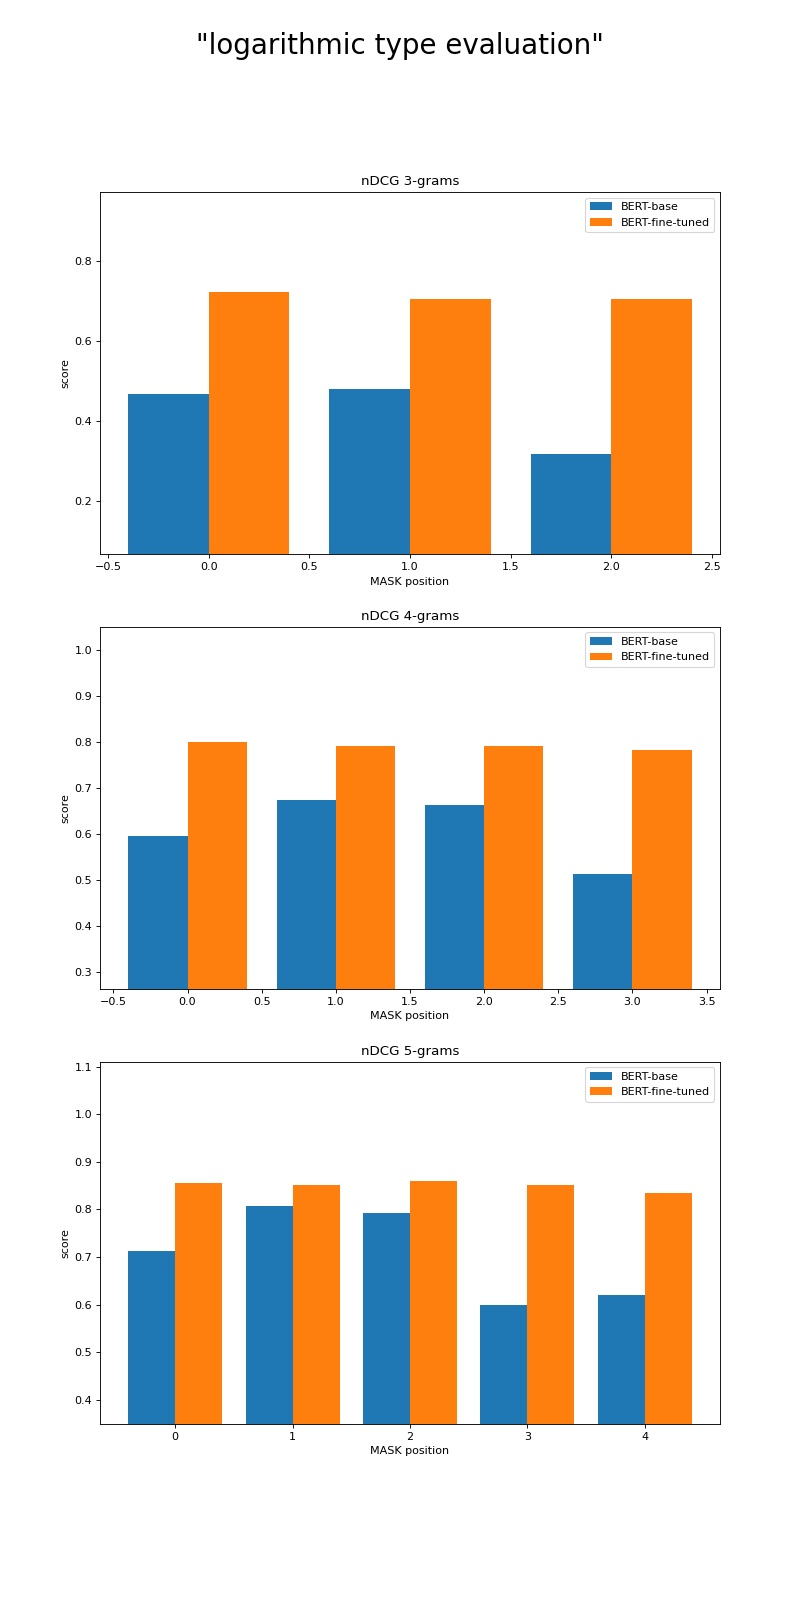 "logarithmic type evaluation"
nDCG 3-grams
BERT-base
BERT-fine-tuned
0.8
0.6
0.4
0.2
score
−0.5 0.0 0.5 1.0 1.5 2.0 2.5
MASK position
nDCG 4-grams
BERT-base
BERT-fine-tuned
1.0
0.9
0.8
0.7
0.6
0.5
0.4
0.3
score
−0.5 0.0 0.5 1.0 1.5 2.0 2.5 3.0 3.5
MASK position
nDCG 5-grams
BERT-base
BERT-fine-tuned
1.1
1.0
0.9
0.8
0.7
0.6
0.5
0.4
score
0 1 2 3 4
MASK position